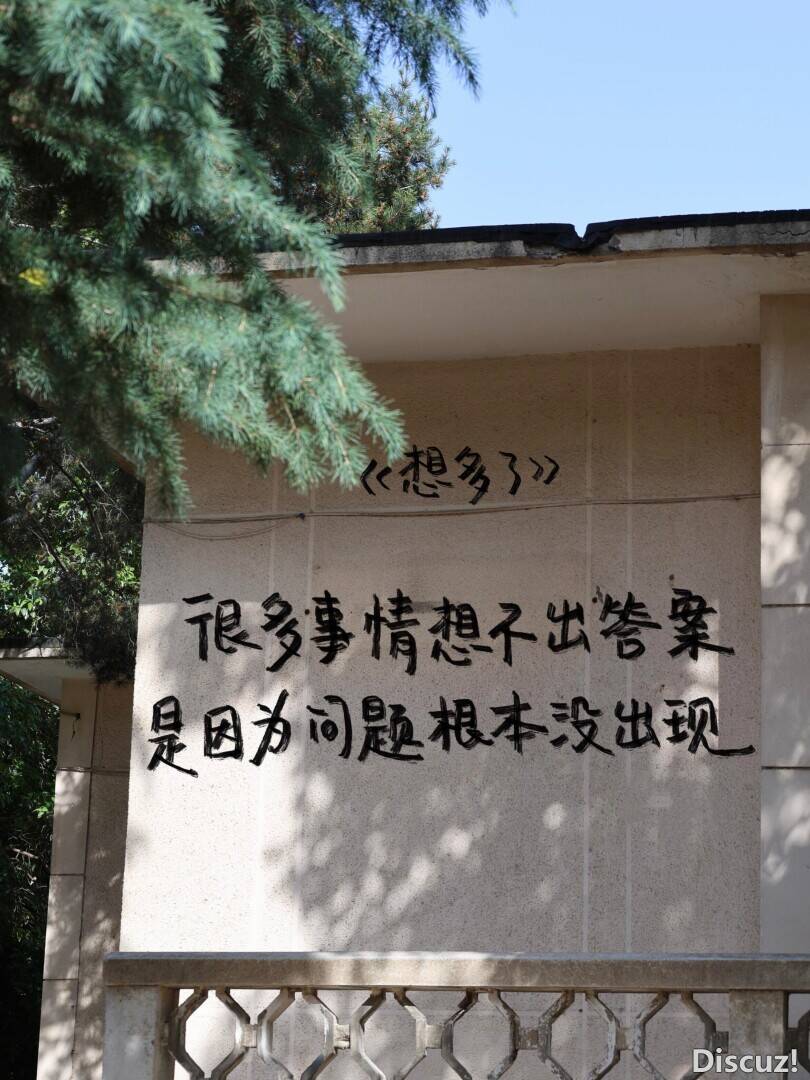 《想多了》
很多事情想不出答案
是因为问题根本没出现
Discuz!